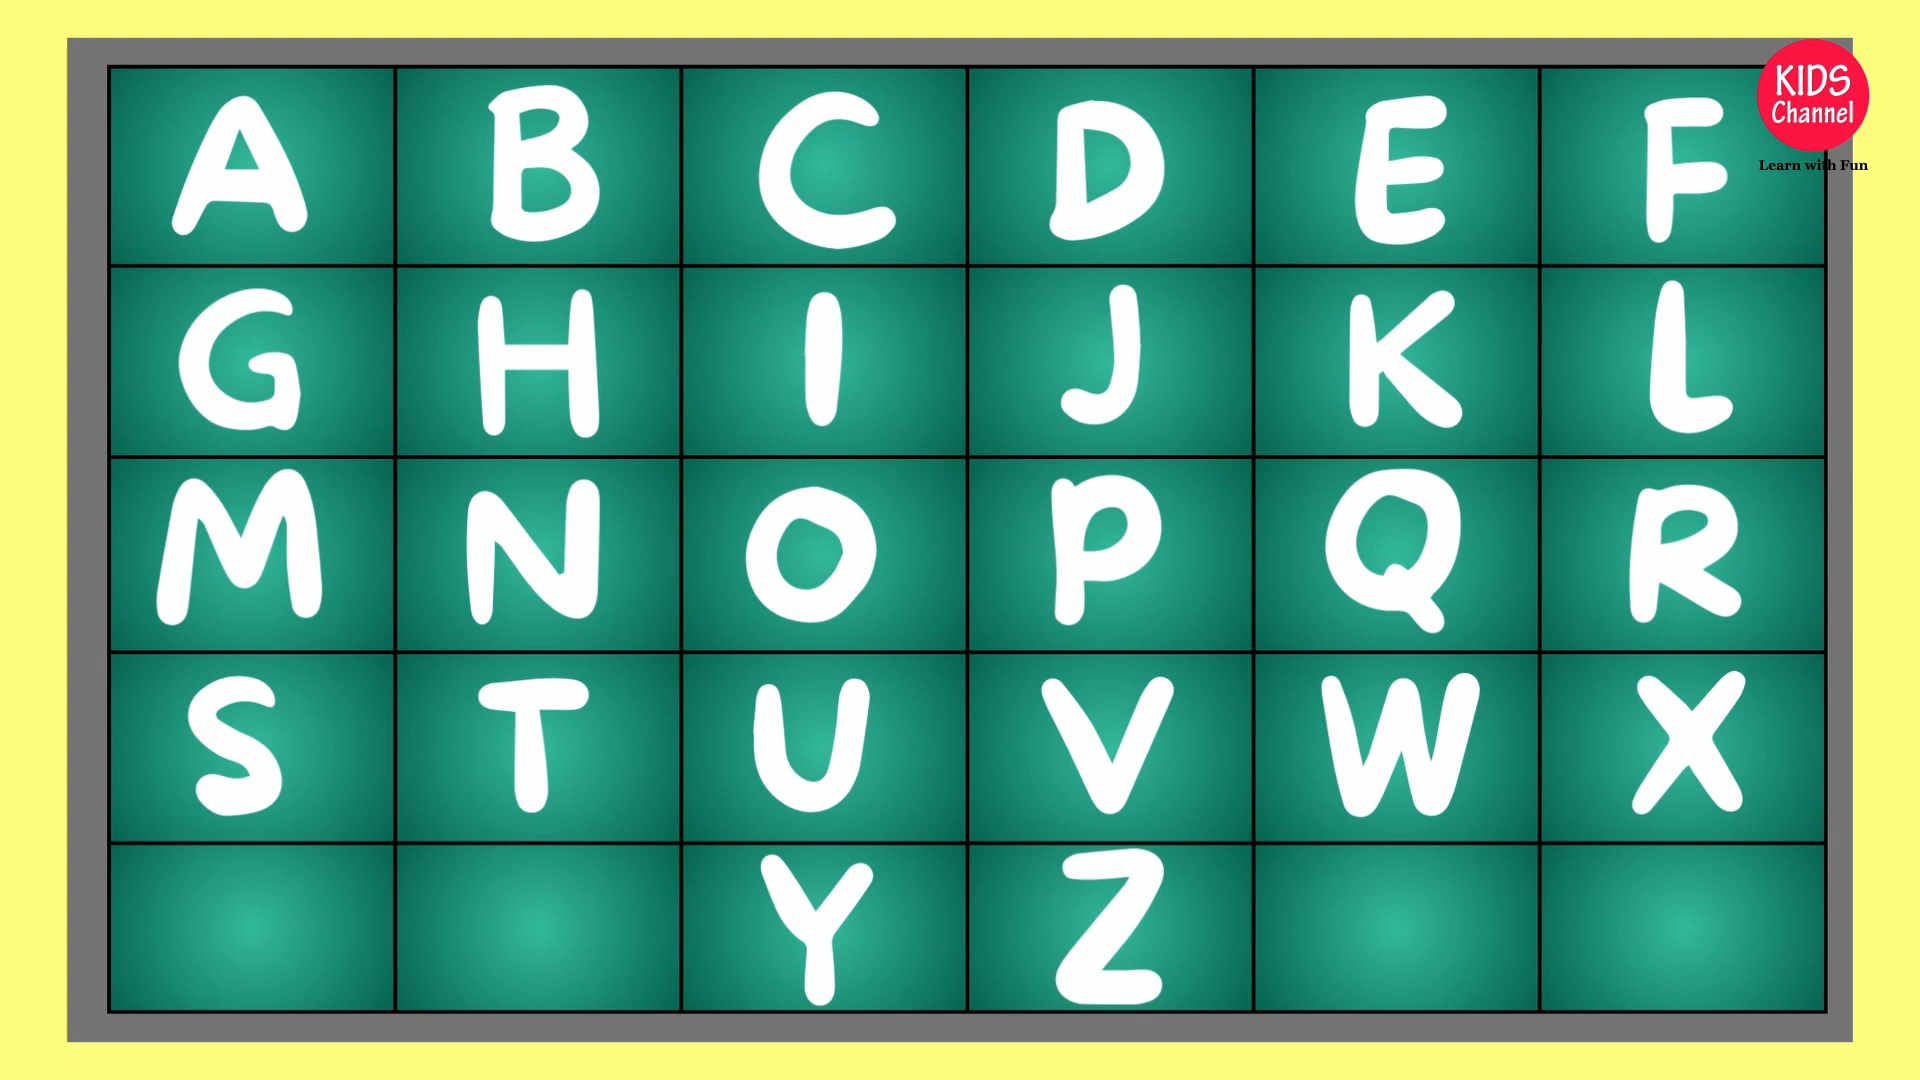 A B C D E F
G H I J K L
M N O P Q R
S T U V W X
Y Z
KIDS
Channel
Learn with Fun